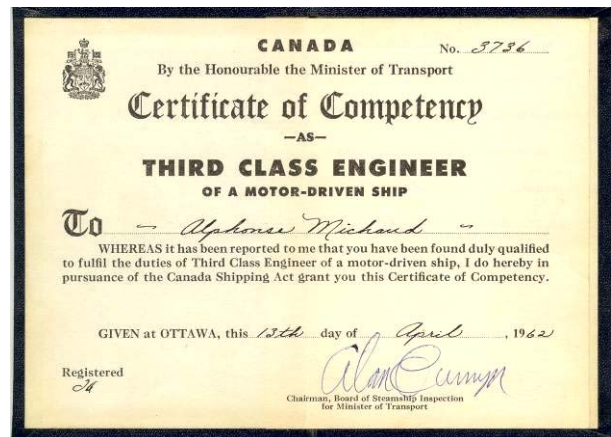 CANADA
No. 3736
By the Honourable the Minister of Transport
Certificate of Competency
—AS—
THIRD CLASS ENGINEER
OF A MOTOR-DRIVEN SHIP
To ~ Alphonse Michaud ~
WHEREAS it has been reported to me that you have been found duly qualified
to fulfil the duties of Third Class Engineer of a motor-driven ship, I do hereby in
pursuance of the Canada Shipping Act grant you this Certificate of Competency.
GIVEN at OTTAWA, this 13th day of April, 1962
Alan
Registered
Chairman, Board of Steamship Inspection
for Minister of Transport